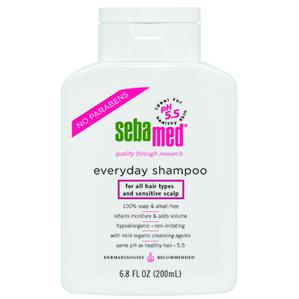 NO PARABENS
ideal for
pH
5.5
healthy skin
sebamed
quality through research
everyday shampoo
for all hair types
and sensitive scalp
100% soap & alkali-free
retains moisture & adds volume
hypoallergenic • non-irritating
with mild organic cleansing agents
same pH as healthy hair - 5.5
DERMATOLOGIST RECOMMENDED
6.8 FL OZ (200mL)